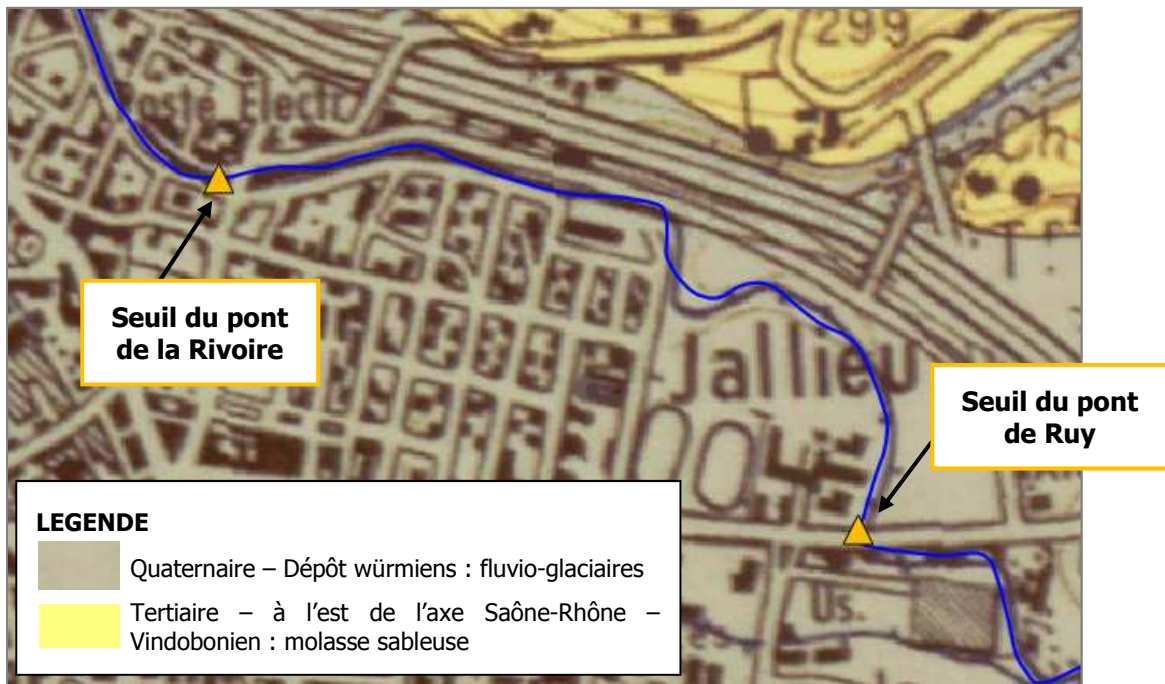 299
Poste Electr
Seuil du pont
de la Rivoire
Jallieu
Seuil du pont
de Ruy
LEGENDE
Quaternaire – Dépôt würmiens : fluvio-glaciaires
Tertiaire – à l’est de l’axe Saône-Rhône –
Vindobonien : molasse sableuse
Us.